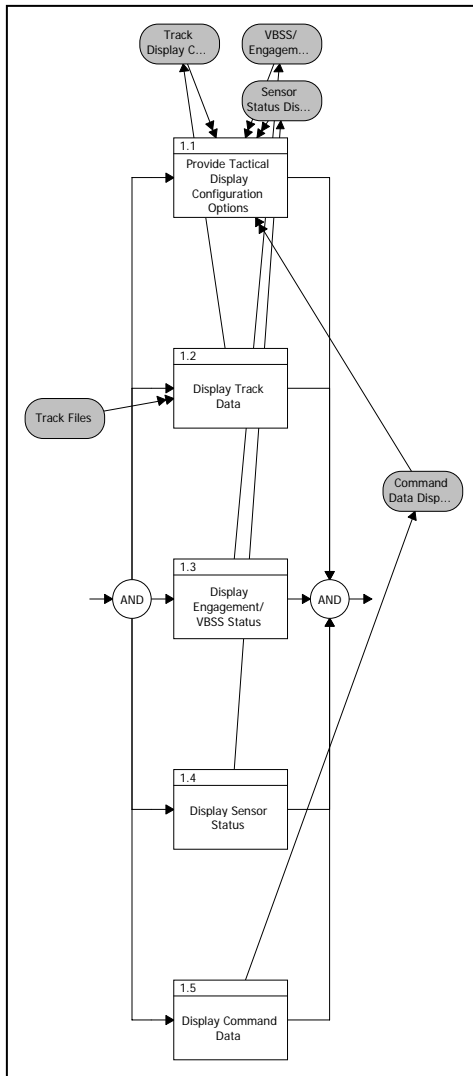 Track
Display C...
VBSS/
Engagem...
Sensor
Status Dis...
1.1
Provide Tactical
Display
Configuration
Options
1.2
Display Track
Data
Track Files
Command
Data Disp...
1.3
Display
Engagement/
VBSS Status
AND
AND
1.4
Display Sensor
Status
1.5
Display Command
Data